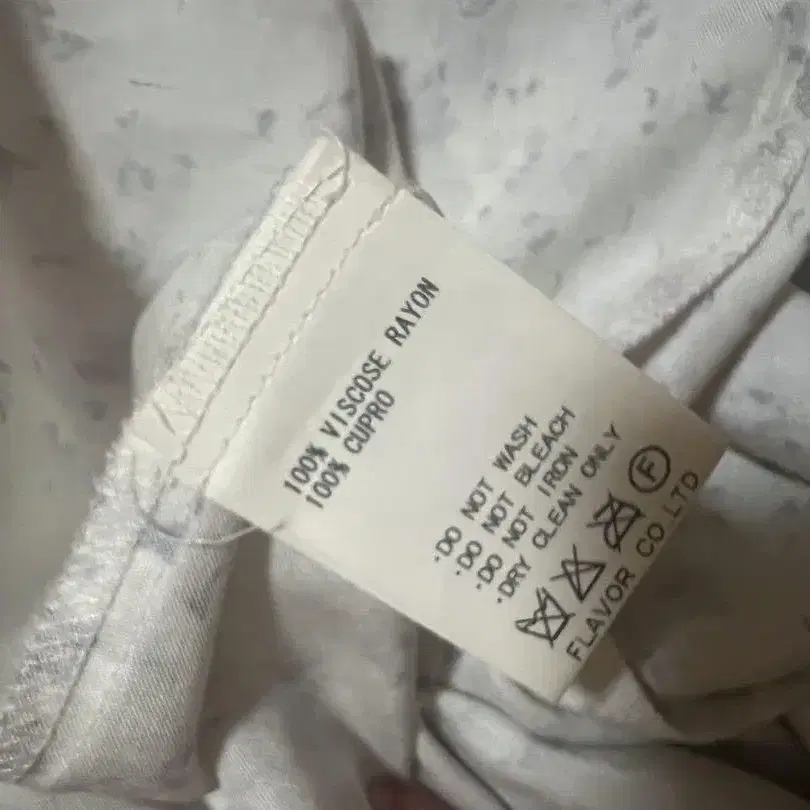 100% VISCOSE RAYON
100% CUPRO
·DO NOT WASH
·DO NOT BLEACH
·DO NOT IRON
·DRY CLEAN ONLY
F
FLAVOR CO LTD